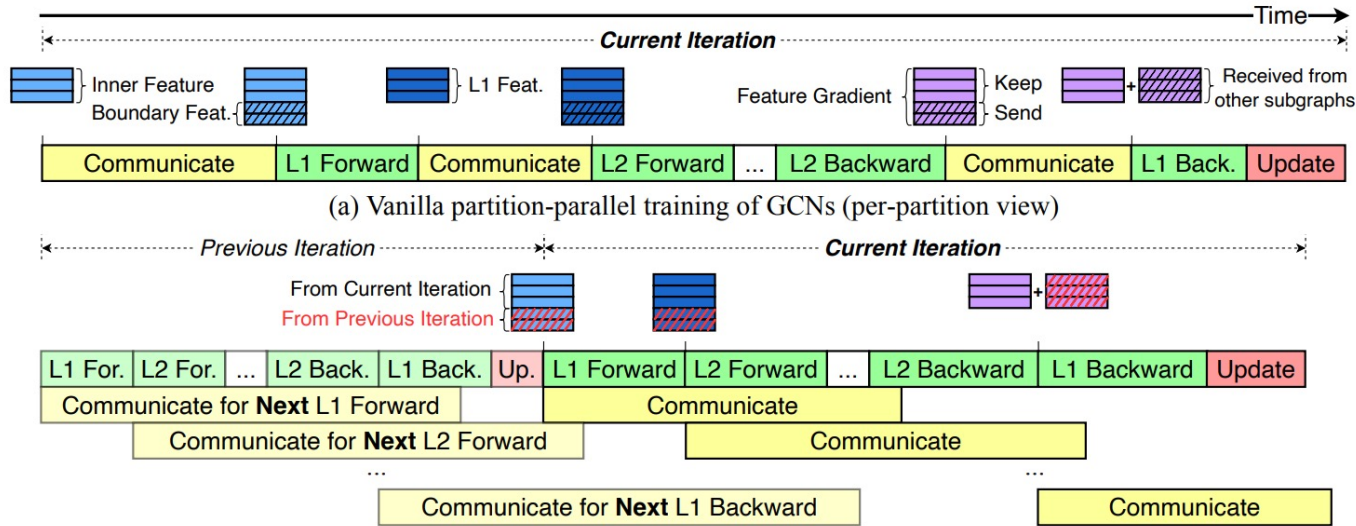 Time
Current Iteration
Inner Feature
Boundary Feat.
L1 Feat.
Feature Gradient
Keep
Send
Received from
other subgraphs
Communicate L1 Forward Communicate L2 Forward ... L2 Backward Communicate L1 Back. Update
(a) Vanilla partition-parallel training of GCNs (per-partition view)
Previous Iteration Current Iteration
From Current Iteration
From Previous Iteration
+
+
L1 For. L2 For. ... L2 Back. L1 Back. Up. L1 Forward L2 Forward ... L2 Backward L1 Backward Update
Communicate for Next L1 Forward Communicate
Communicate for Next L2 Forward Communicate
... ...
Communicate for Next L1 Backward Communicate